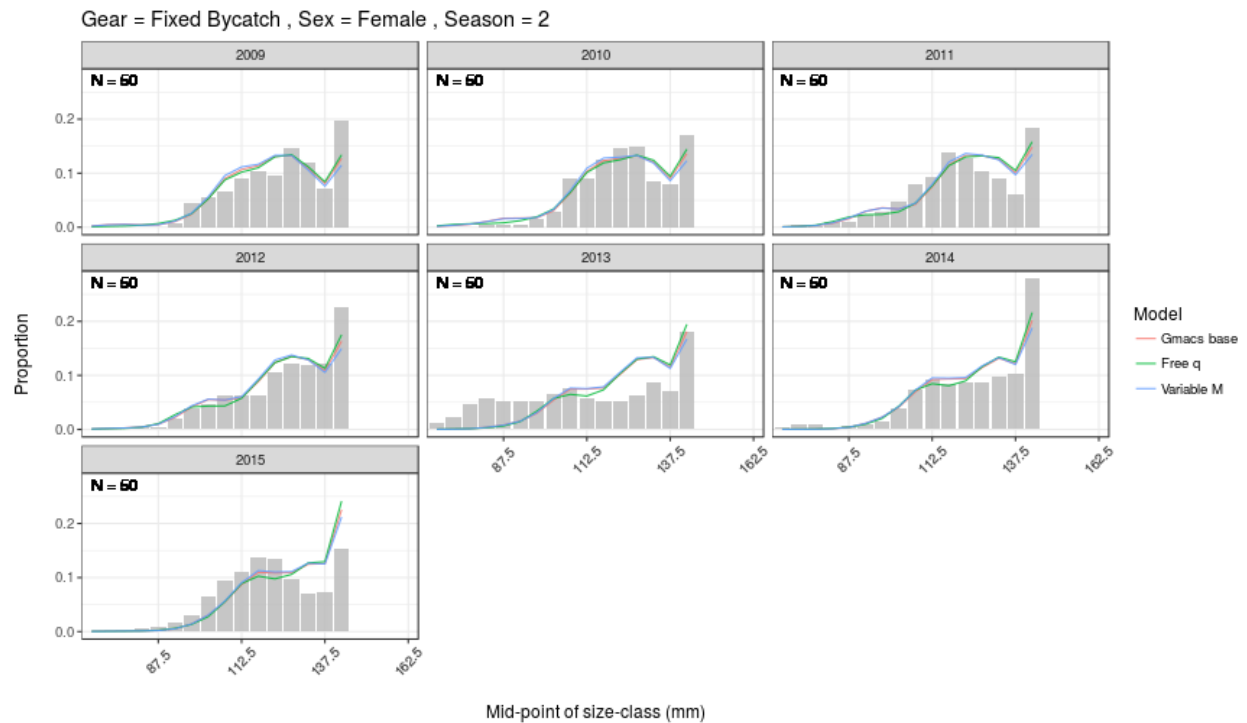 Gear = Fixed Bycatch , Sex = Female , Season = 2
2009 2010 2011
N = 60 N = 60 N = 60
0.2
0.1
0.0
2012 2013 2014
N = 60 N = 60 N = 60
0.2
0.1
0.0
87.5 112.5 137.5 162.5 87.5 112.5 137.5 162.5
2015
N = 60
0.2
0.1
0.0
87.5 112.5 137.5 162.5
Proportion
Mid-point of size-class (mm)
Model
Gmacs base
Free q
Variable M